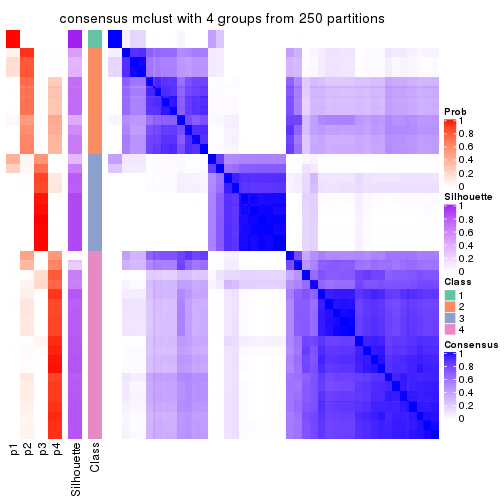 consensus mclust with 4 groups from 250 partitions
Prob
1
0.8
0.6
0.4
0.2
0
Silhouette
1
0.8
0.6
0.4
0.2
0
Class
1
2
3
4
Consensus
1
0.8
0.6
0.4
0.2
0
p1
p2
p3
p4
Silhouette
Class